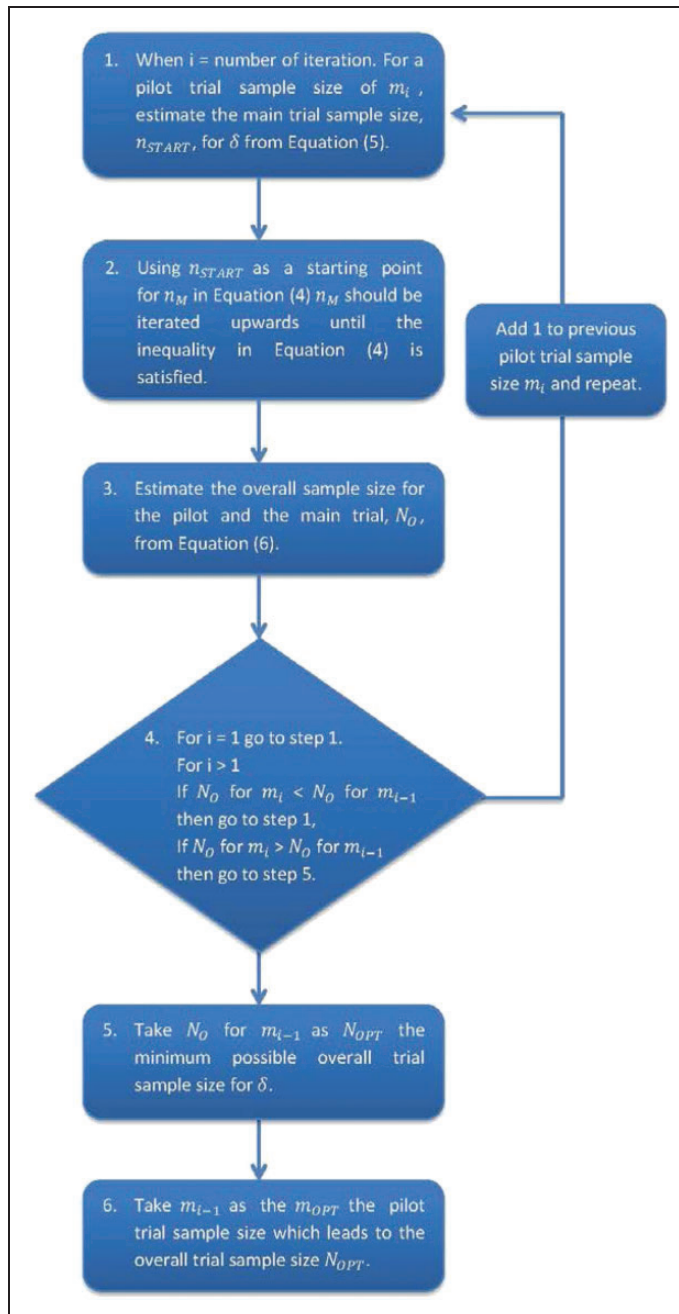 1. When i = number of iteration. For a
pilot trial sample size of mᵢ ,
estimate the main trial sample size,
n_START, for δ from Equation (5).
2. Using n_START as a starting point
for n_M in Equation (4) n_M should be
iterated upwards until the
inequality in Equation (4) is
satisfied.
Add 1 to previous
pilot trial sample
size mᵢ and repeat.
3. Estimate the overall sample size for
the pilot and the main trial, N_O,
from Equation (6).
4. For i = 1 go to step 1.
For i > 1
If N_O for mᵢ < N_O for mᵢ₋₁
then go to step 1,
If N_O for mᵢ > N_O for mᵢ₋₁
then go to step 5.
5. Take N_O for mᵢ₋₁ as N_OPT the
minimum possible overall trial
sample size for δ.
6. Take mᵢ₋₁ as the m_OPT the pilot
trial sample size which leads to the
overall trial sample size N_OPT.